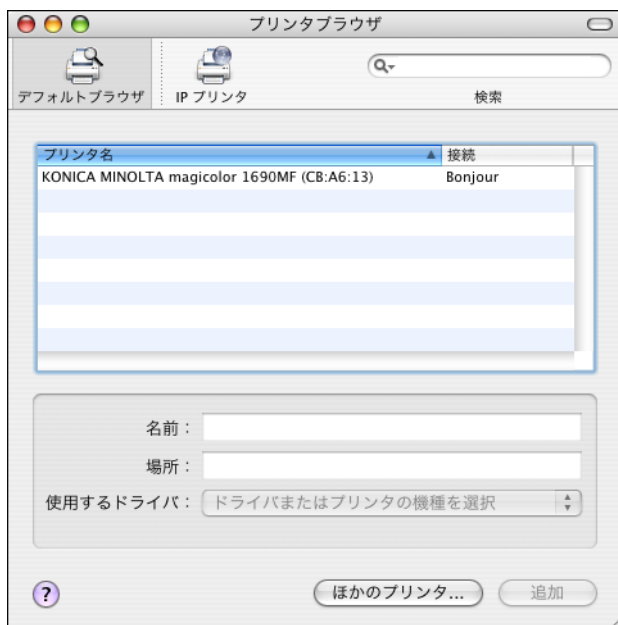 プリンタブラウザ
デフォルトブラウザ
IP プリンタ
検索
プリンタ名 接続
KONICA MINOLTA magicolor 1690MF (CB:A6:13) Bonjour
名前：
場所：
使用するドライバ： ドライバまたはプリンタの機種を選択
?
ほかのプリンタ... 追加